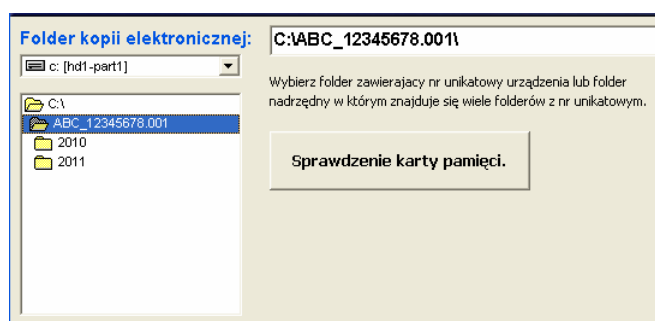 Folder kopii elektronicznej:
C:\ABC_12345678.001\
c: [hd1-part1]
Wybierz folder zawierajacy nr unikatowy urządzenia lub folder
nadrzędny w którym znajduje się wiele folderów z nr unikatowym.
C:\
ABC_12345678.001
2010
2011
Sprawdzenie karty pamięci.